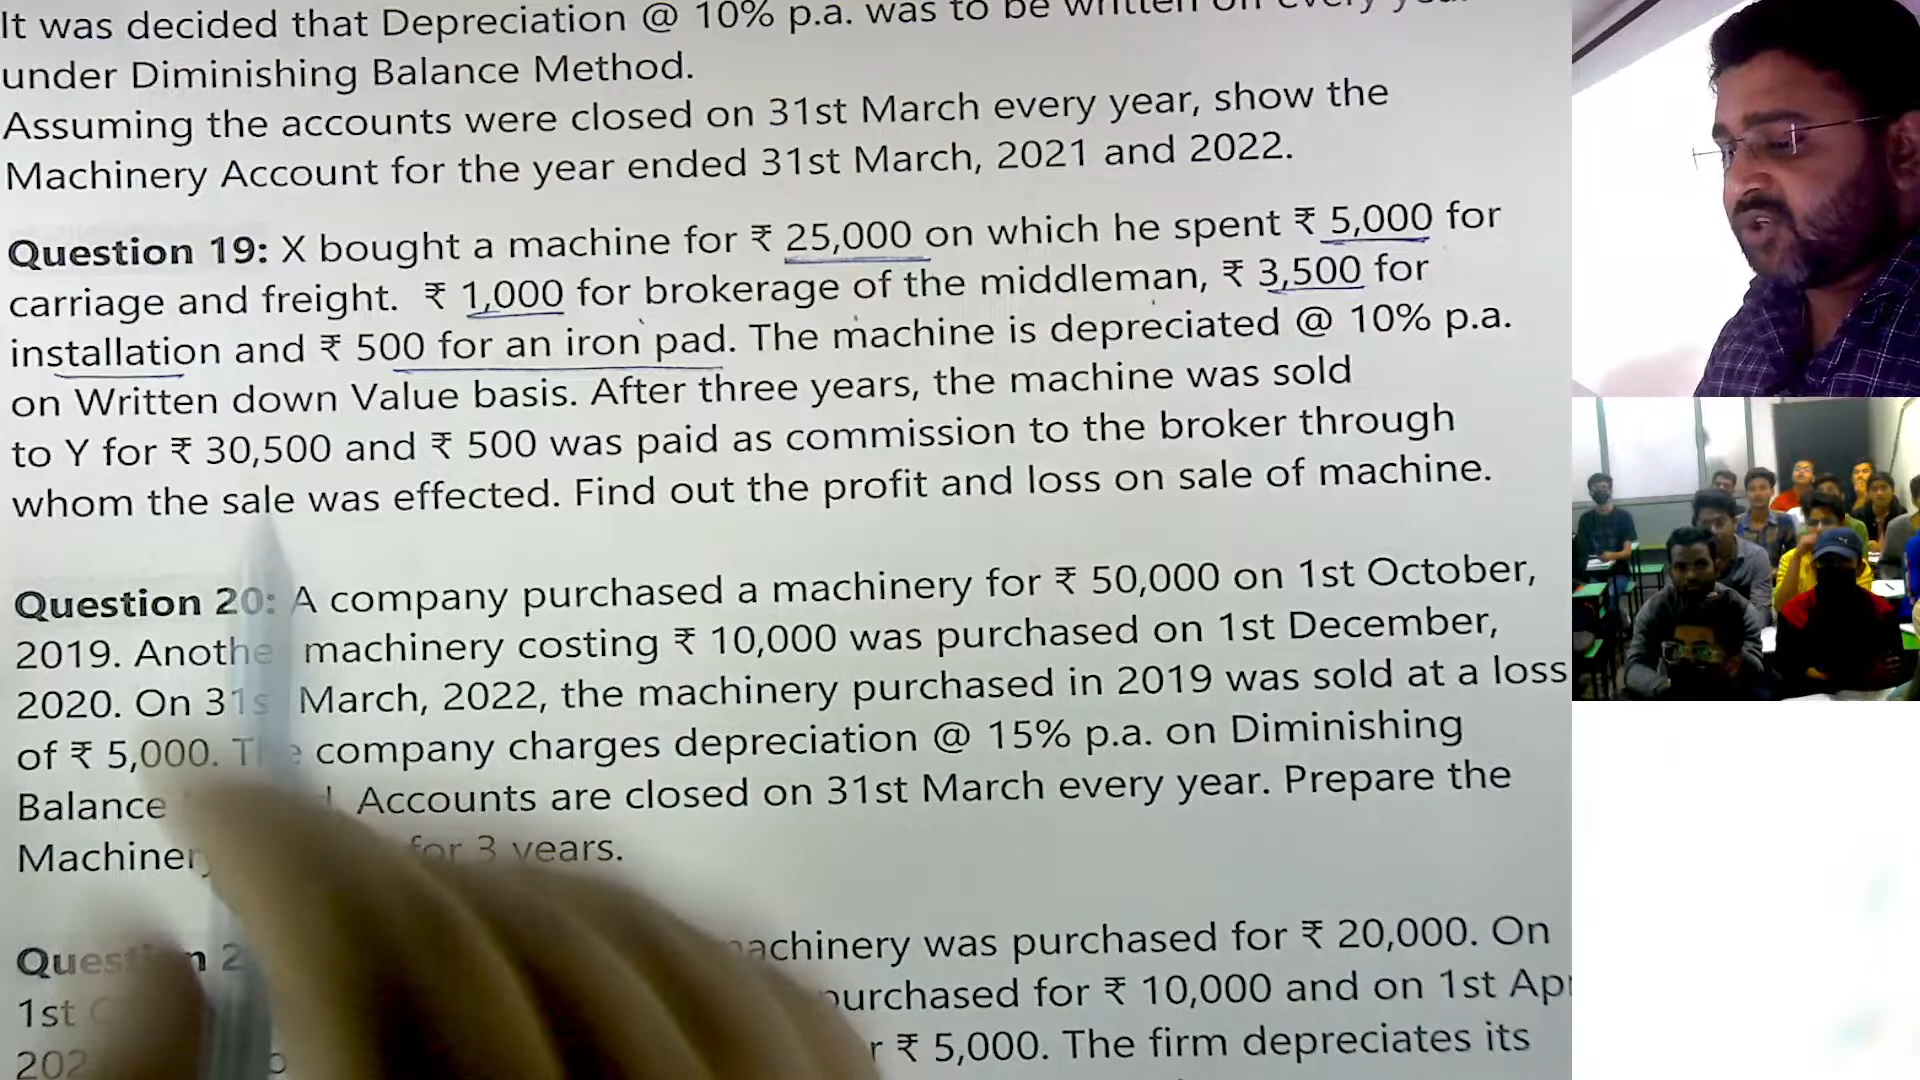 It was decided that Depreciation @ 10% p.a. was to be written off every year
under Diminishing Balance Method.
Assuming the accounts were closed on 31st March every year, show the
Machinery Account for the year ended 31st March, 2021 and 2022.
Question 19: X bought a machine for ₹ 25,000 on which he spent ₹ 5,000 for
carriage and freight. ₹ 1,000 for brokerage of the middleman, ₹ 3,500 for
installation and ₹ 500 for an iron pad. The machine is depreciated @ 10% p.a.
on Written down Value basis. After three years, the machine was sold
to Y for ₹ 30,500 and ₹ 500 was paid as commission to the broker through
whom the sale was effected. Find out the profit and loss on sale of machine.
Question 20: A company purchased a machinery for ₹ 50,000 on 1st October,
2019. Another machinery costing ₹ 10,000 was purchased on 1st December,
2020. On 31st March, 2022, the machinery purchased in 2019 was sold at a loss
of ₹ 5,000. The company charges depreciation @ 15% p.a. on Diminishing
Balance Accounts are closed on 31st March every year. Prepare the
Machinery for 3 years.
Question machinery was purchased for ₹ 20,000. On
1st purchased for ₹ 10,000 and on 1st
₹ 5,000. The firm depreciates its